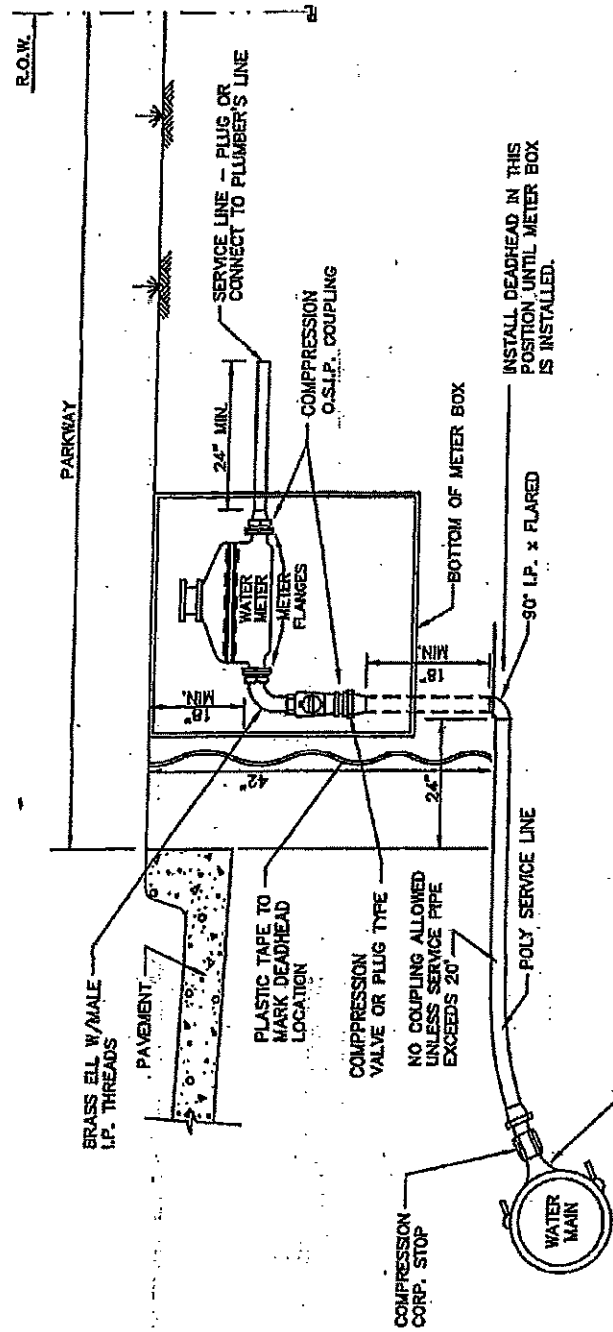 R.O.W.
PARKWAY
SERVICE LINE – PLUG OR
CONNECT TO PLUMBER'S LINE
24" MIN.
COMPPRESSION
O.S.I.P. COUPLING
WATER
METER
METER
FLANGES
18"
MIN.
BOTTOM OF METER BOX
INSTALL DEADHEAD IN THIS
POSITION UNTIL METER BOX
IS INSTALLED.
18"
MIN.
90° I.P. x FLARED
42"
24"
BRASS ELL W/MALE
I.P. THREADS
PAVEMENT
PLASTIC TAPE TO
MARK DEADHEAD
LOCATION
COMPPRESSION
VALVE OR PLUG TYPE
NO COUPLING ALLOWED
UNLESS SERVICE PIPE
EXCEEDS 20'
POLY SERVICE LINE
COMPRESSION
CORP. STOP
WATER
MAIN